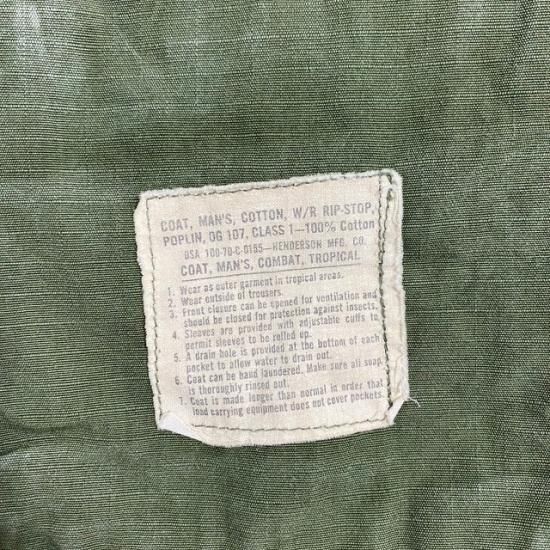 COAT, MAN'S, COTTON, W/R RIP-STOP,
POPLIN, OG 107, CLASS 1—100% Cotton
DSA 100-70-C-0155—HENDERSON MFG. CO.
COAT, MAN'S, COMBAT, TROPICAL
1. Wear as outer garment in tropical areas.
2. Wear outside of trousers.
3. Front closure can be opened for ventilation and
should be closed for protection against insects.
4. Sleeves are provided with adjustable cuffs to
permit sleeves to be rolled up.
5. A drain hole is provided at the bottom of each
pocket to allow water to drain out.
6. Coat can be hand laundered. Make sure all soap
is thoroughly rinsed out.
7. Coat is made longer than normal in order that
load carrying equipment does not cover pockets.